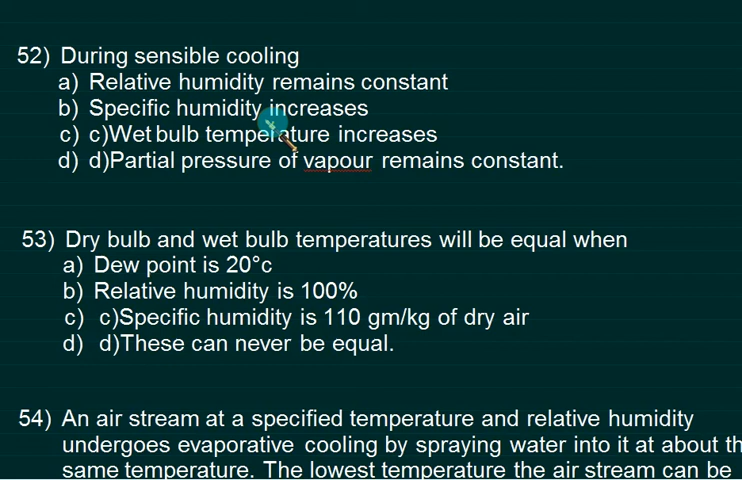 52) During sensible cooling
a) Relative humidity remains constant
b) Specific humidity increases
c) c)Wet bulb temperature increases
d) d)Partial pressure of vapour remains constant.
53) Dry bulb and wet bulb temperatures will be equal when
a) Dew point is 20°c
b) Relative humidity is 100%
c) c)Specific humidity is 110 gm/kg of dry air
d) d)These can never be equal.
54) An air stream at a specified temperature and relative humidity
undergoes evaporative cooling by spraying water into it at about th
same temperature. The lowest temperature the air stream can be